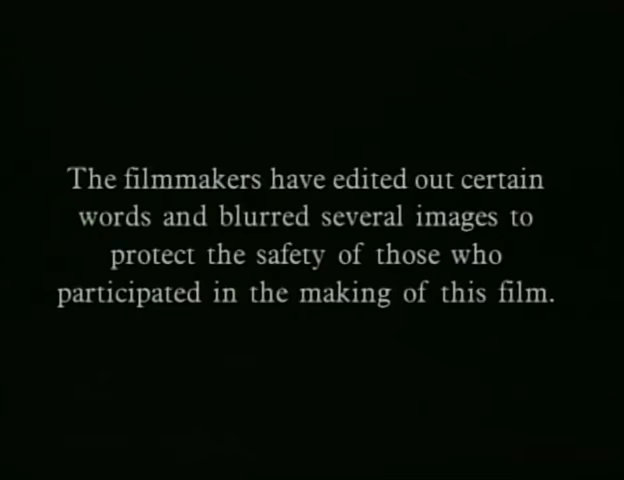 The filmmakers have edited out certain
words and blurred several images to
protect the safety of those who
participated in the making of this film.